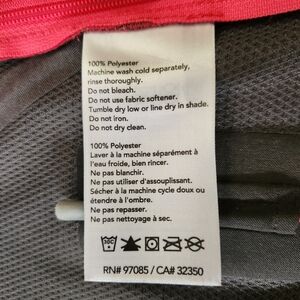 100% Polyester
Machine wash cold separately,
rinse thoroughly.
Do not bleach.
Do not use fabric softener.
Tumble dry low or line dry in shade.
Do not iron.
Do not dry clean.
100% Polyester
Laver à la machine séparément à
l'eau froide, bien rincer.
Ne pas blanchir.
Ne pas utiliser d'assouplissant.
Sécher à la machine cycle doux ou
étendre à l'ombre.
Ne pas repasser.
Ne pas nettoyage à sec.
RN# 97085 / CA# 32350